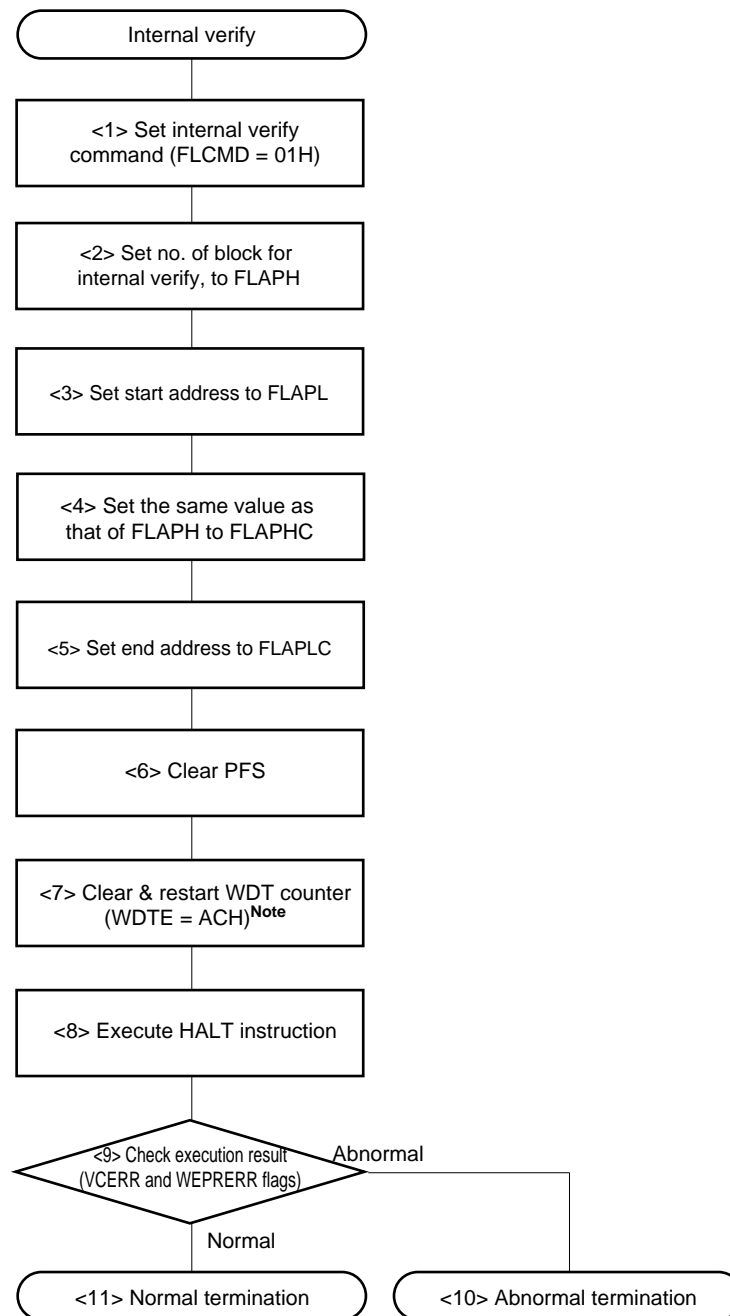 Internal verify
<1> Set internal verify
command (FLCMD = 01H)
<2> Set no. of block for
internal verify, to FLAPH
<3> Set start address to FLAPL
<4> Set the same value as
that of FLAPH to FLAPHC
<5> Set end address to FLAPLC
<6> Clear PFS
<7> Clear & restart WDT counter
(WDTE = ACH)Note
<8> Execute HALT instruction
<9> Check execution result
(VCERR and WEPRERR flags)
Abnormal
Normal
<11> Normal termination
<10> Abnormal termination